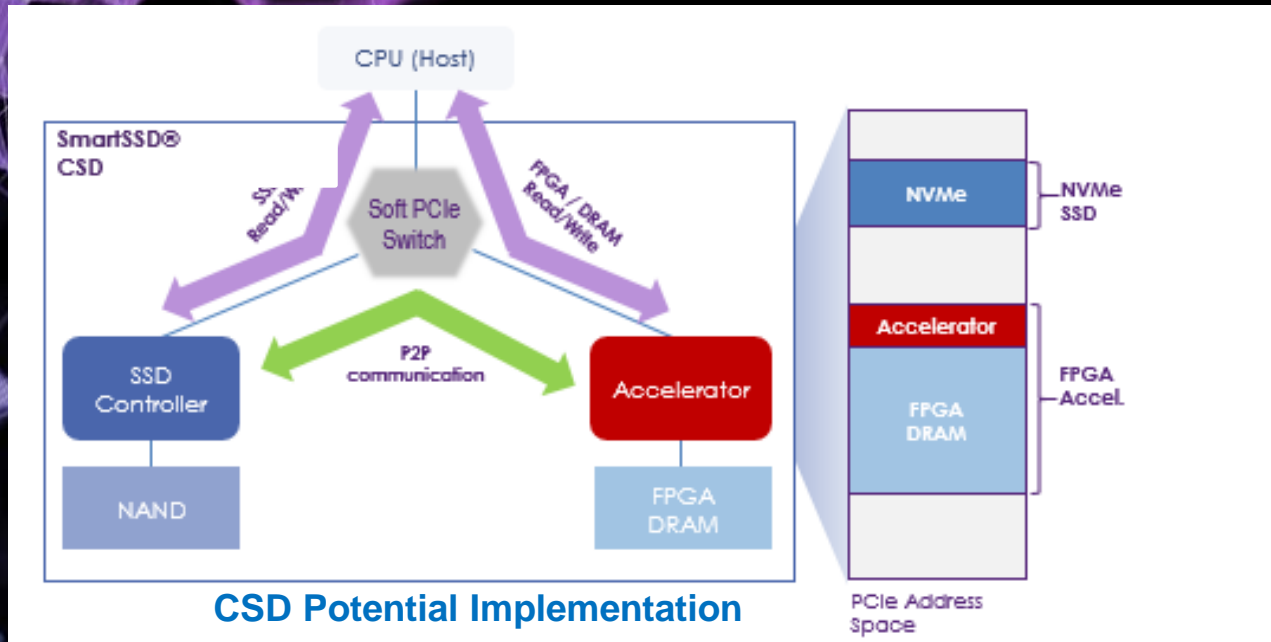 CPU (Host)
SmartSSD®
CSD
Read/W
FPGA / DRAM
Read/Write
Soft PCIe
Switch
P2P
communication
SSD
Controller
Accelerator
NAND
FPGA
DRAM
CSD Potential Implementation
NVMe
NVMe
SSD
Accelerator
FPGA
DRAM
FPGA
Accel.
PCIe Address
Space